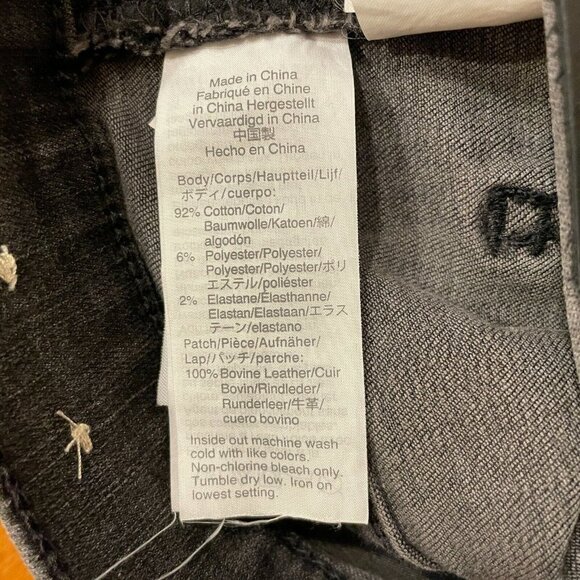 Made in China
Fabriqué en Chine
in China Hergestellt
Vervaardigd in China
中国製
Hecho en China
Body/Corps/Hauptteil/Lijf/
ボディ/cuerpo:
92% Cotton/Coton/
Baumwolle/Katoen/綿/
algodón
6% Polyester/Polyester/
Polyester/Polyester/ポリ
エステル/poliéster
2% Elastane/Élasthanne/
Elastan/Elastaan/エラス
テーン/elastano
Patch/Pièce/Aufnäher/
Lap/パッチ/parche:
100% Bovine Leather/Cuir
Bovin/Rindleder/
Runderleer/牛革/
cuero bovino
Inside out machine wash
cold with like colors.
Non-chlorine bleach only.
Tumble dry low. Iron on
lowest setting.